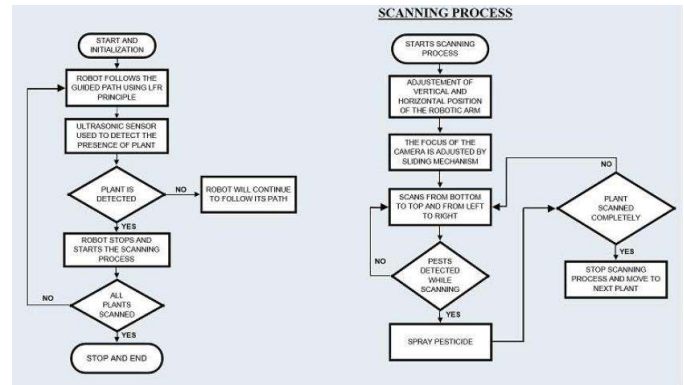 SCANNING PROCESS
START AND
INITIALIZATION
ROBOT FOLLOWS THE
GUIDED PATH USING LFR
PRINCIPLE
ULTRASONIC SENSOR
USED TO DETECT THE
PRESENCE OF PLANT
PLANT IS
DETECTED
NO
ROBOT WILL CONTINUE
TO FOLLOW ITS PATH
YES
ROBOT STOPS AND
STARTS THE SCANNING
PROCESS
NO
ALL
PLANTS
SCANNED
YES
STOP AND END
STARTS SCANNING
PROCESS
ADJUSTEMENT OF
VERTICAL AND
HORIZONTAL POSITION
OF THE ROBOTIC ARM
THE FOCUS OF THE
CAMERA IS ADJUSTED BY
SLIDING MECHANISM
SCANS FROM BOTTOM
TO TOP AND FROM LEFT
TO RIGHT
NO
PESTS
DETECTED
WHILE
SCANNING
YES
SPRAY PESTICIDE
NO
PLANT
SCANNED
COMPLETELY
YES
STOP SCANNING
PROCESS AND MOVE TO
NEXT PLANT